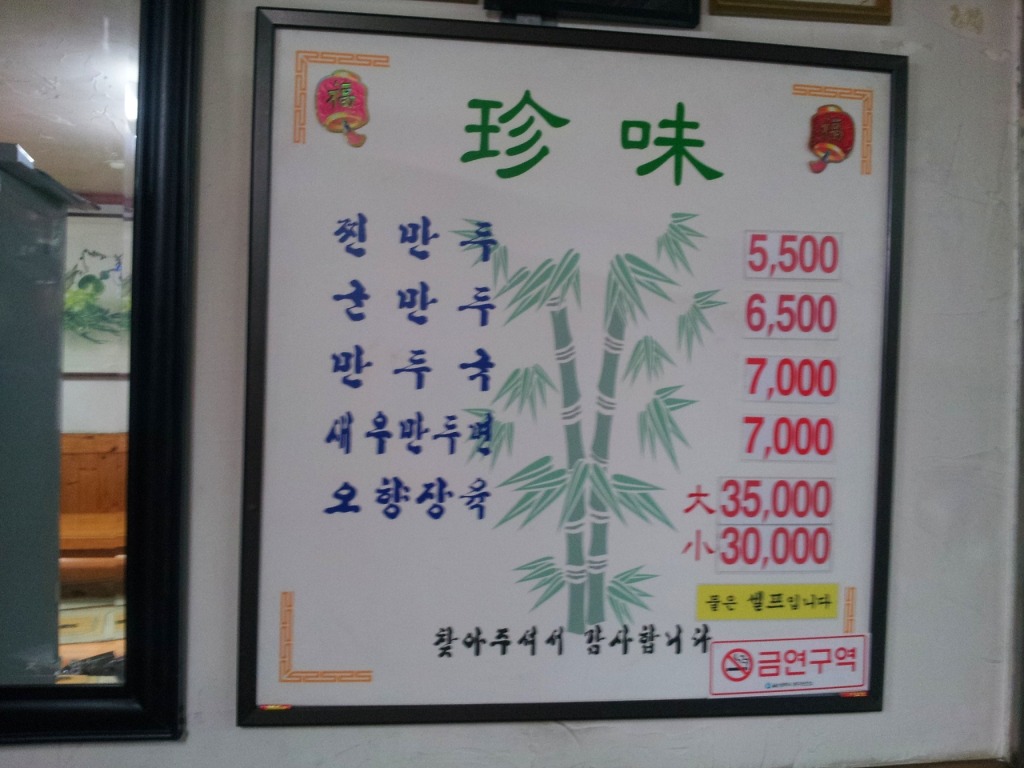 福
福
珍 味
찐 만 두 5,500
군 만 두 6,500
만 두 국 7,000
새우만두면 7,000
오향장육 大 35,000
小 30,000
물은 셀프입니다
찾아주셔서 감사합니다
금연구역